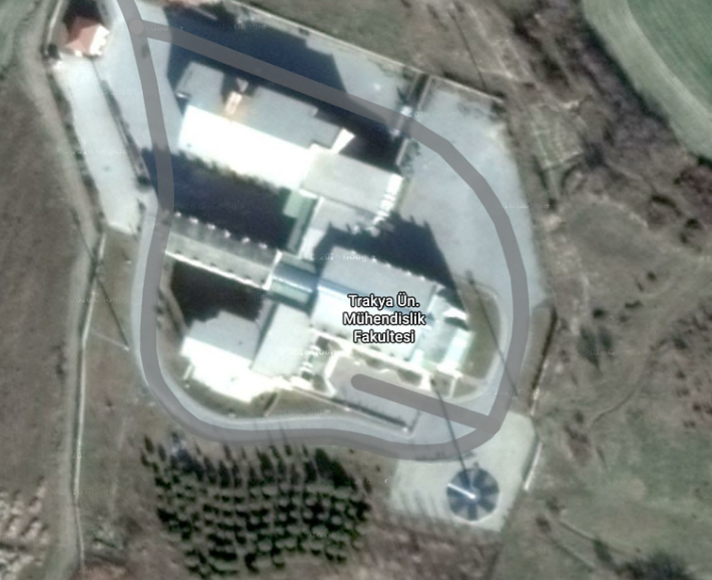 Trakya Ün.
Mühendislik
Fakultesi